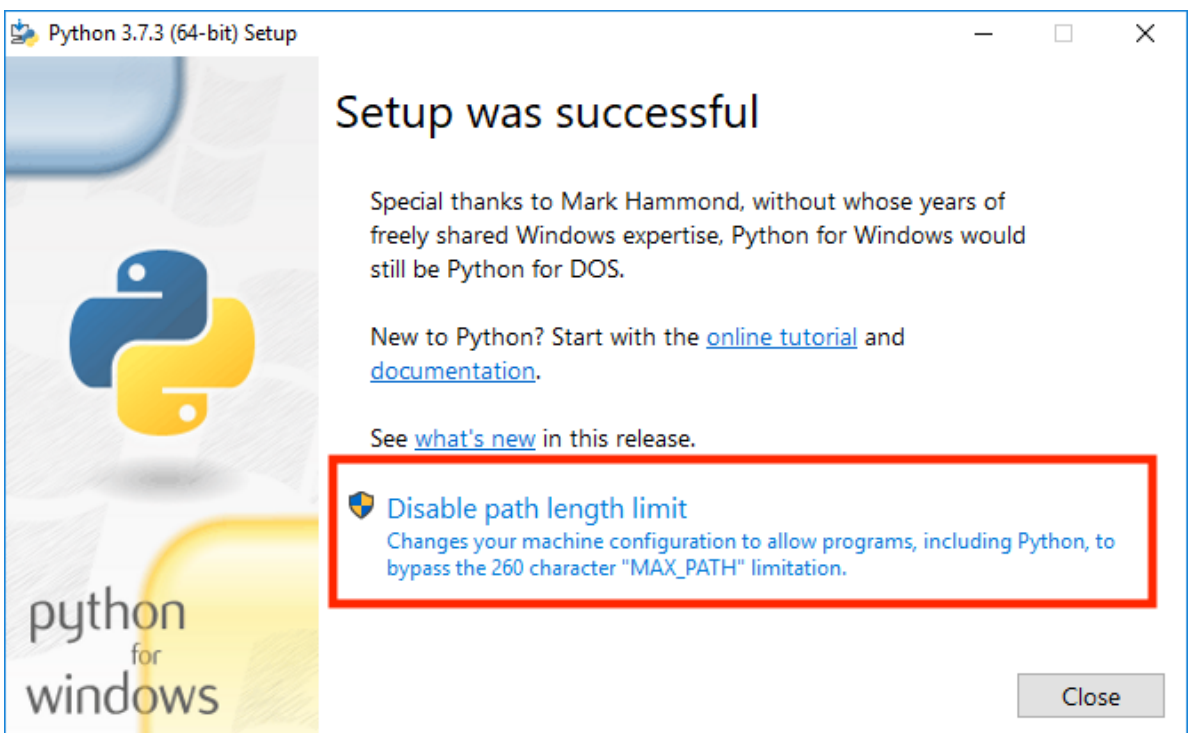 Python 3.7.3 (64-bit) Setup
Setup was successful
Special thanks to Mark Hammond, without whose years of
freely shared Windows expertise, Python for Windows would
still be Python for DOS.
New to Python? Start with the online tutorial and
documentation.
See what's new in this release.
Disable path length limit
Changes your machine configuration to allow programs, including Python, to
bypass the 260 character "MAX_PATH" limitation.
python
for
windows
Close